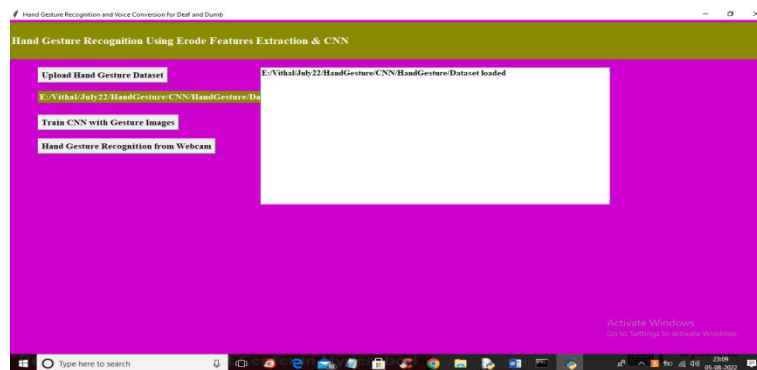 Hand Gesture Recognition and Voice Conversion for Deaf and Dumb
Hand Gesture Recognition Using Erode Features Extraction & CNN
Upload Hand Gesture Dataset
E:/Vithal/July22/HandGesture/CNN/HandGesture/Dataset loaded
E:/Vithal/July22/HandGesture/CNN/HandGesture/Da
Train CNN with Gesture Images
Hand Gesture Recognition from Webcam
Activate Windows
Go to Settings to activate Windows.
Type here to search
23:09
05-08-2022